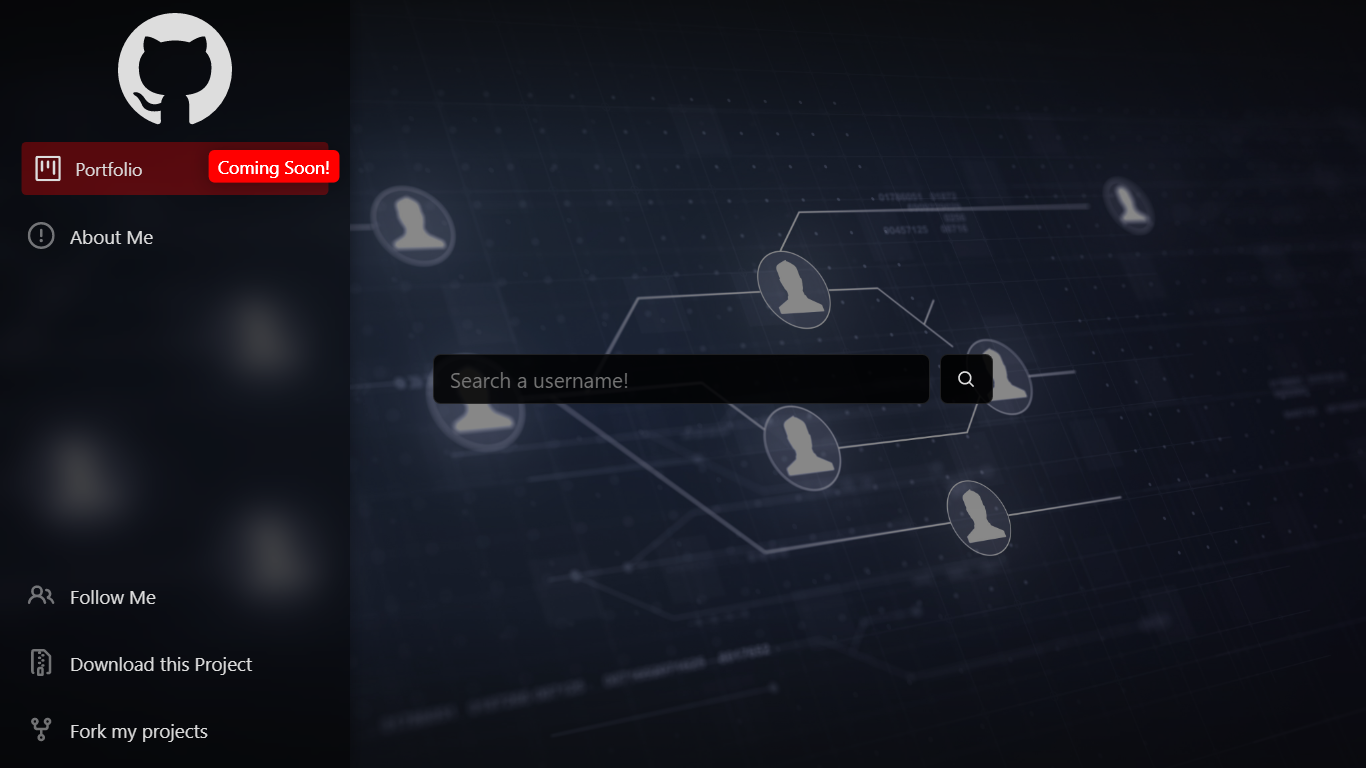 Portfolio
Coming Soon!
About Me
Search a username!
Follow Me
Download this Project
Fork my projects